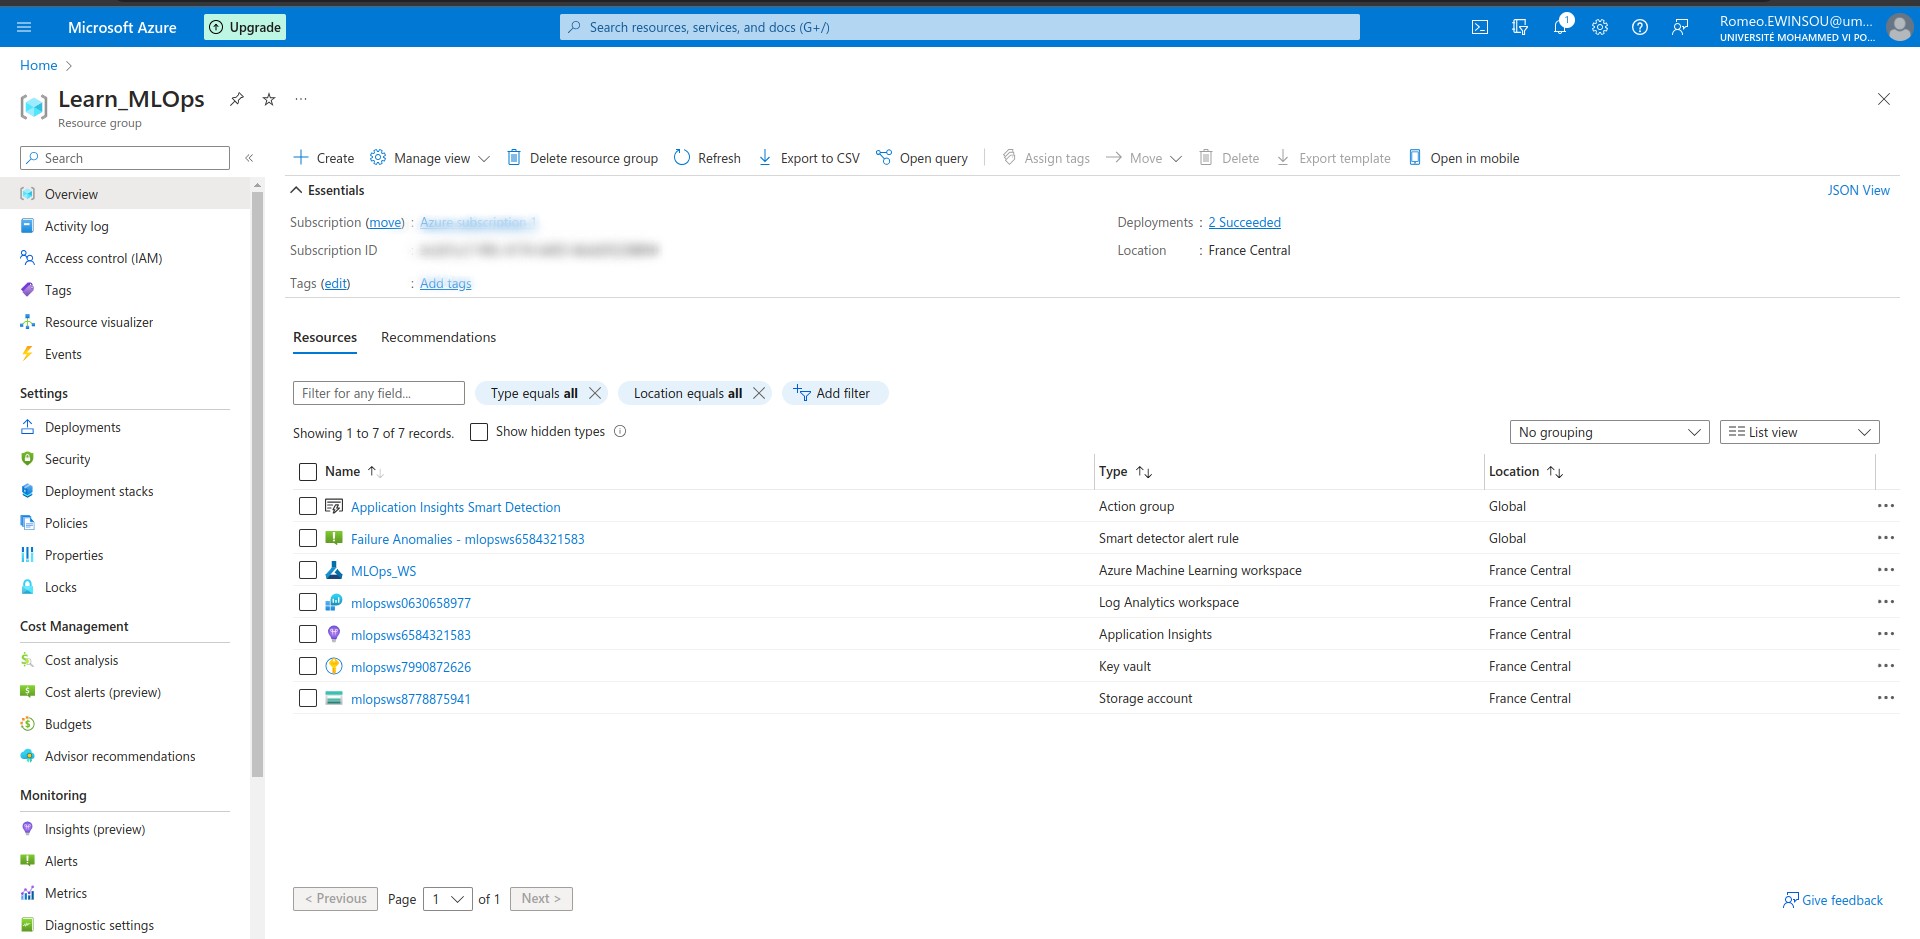 Microsoft Azure
Upgrade
Search resources, services, and docs (G+/)
1
Romeo.EWINSOU@um...
UNIVERSITÉ MOHAMMED VI PO...
Home
Learn_MLOps
Resource group
Search
Overview
Activity log
Access control (IAM)
Tags
Resource visualizer
Events
Settings
Deployments
Security
Deployment stacks
Policies
Properties
Locks
Cost Management
Cost analysis
Cost alerts (preview)
Budgets
Advisor recommendations
Monitoring
Insights (preview)
Alerts
Metrics
Diagnostic settings
Create Manage view Delete resource group Refresh Export to CSV Open query Assign tags Move Delete Export template Open in mobile
Essentials
JSON View
Subscription (move) : Azure subscription 1
Deployments : 2 Succeeded
Subscription ID
Location : France Central
Tags (edit) : Add tags
Resources Recommendations
Filter for any field... Type equals all Location equals all Add filter
Showing 1 to 7 of 7 records. Show hidden types
No grouping List view
Name Type Location
Application Insights Smart Detection Action group Global
Failure Anomalies - mlopsws6584321583 Smart detector alert rule Global
MLOps_WS Azure Machine Learning workspace France Central
mlopsws0630658977 Log Analytics workspace France Central
mlopsws6584321583 Application Insights France Central
mlopsws7990872626 Key vault France Central
mlopsws8778875941 Storage account France Central
< Previous Page 1 of 1 Next >
Give feedback